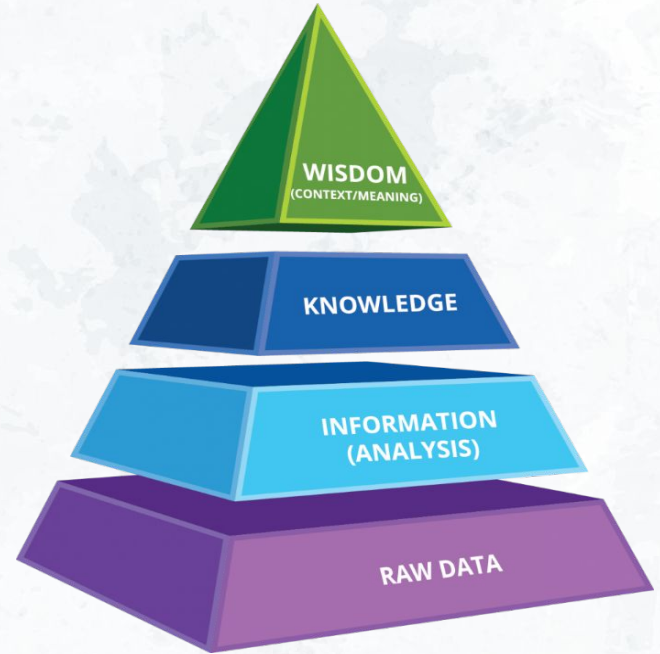 WISDOM
(CONTEXT/MEANING)
KNOWLEDGE
INFORMATION
(ANALYSIS)
RAW DATA